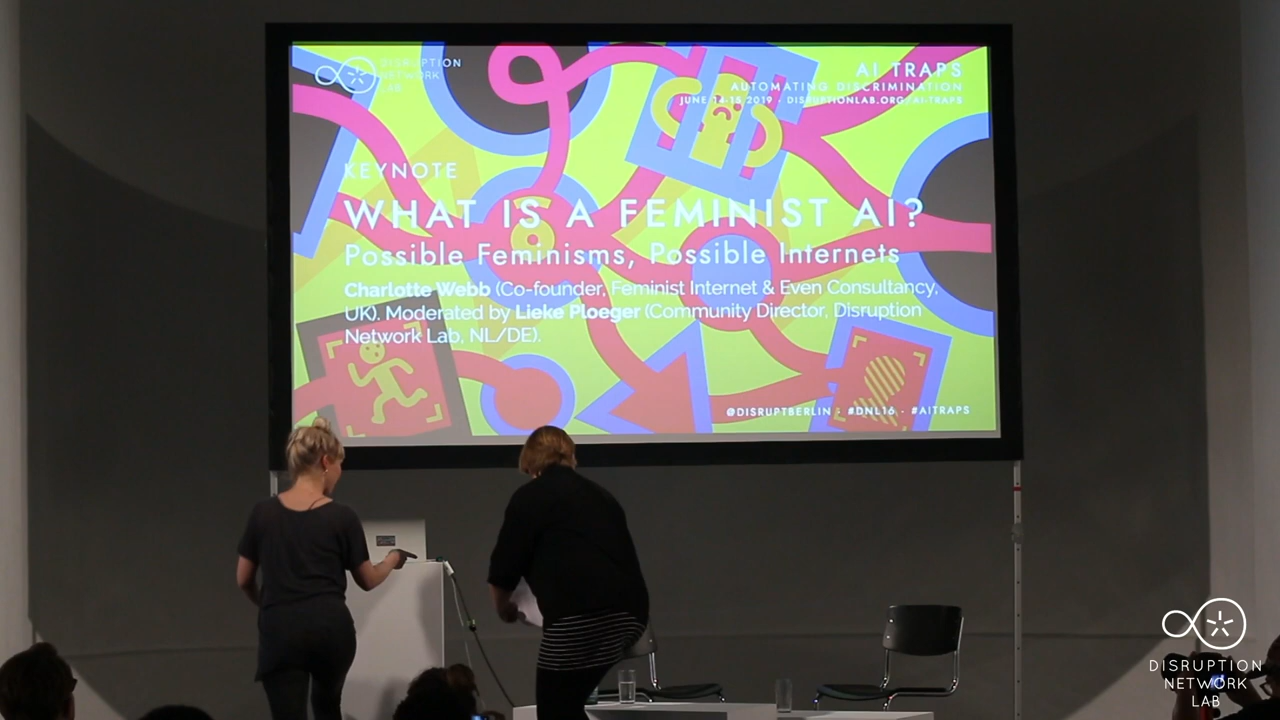 DISRUPTION
NETWORK
LAB
AI TRAPS
AUTOMATING DISCRIMINATION
JUNE 14-15 2019 · DISRUPTIONLAB.ORG/AI-TRAPS
KEYNOTE
WHAT IS A FEMINIST AI?
Possible Feminisms, Possible Internets
Charlotte Webb (Co-founder, Feminist Internet & Even Consultancy,
UK). Moderated by Lieke Ploeger (Community Director, Disruption
Network Lab, NL/DE).
@DISRUPTBERLIN · #DNL16 · #AITRAPS
DISRUPTION
NETWORK
LAB